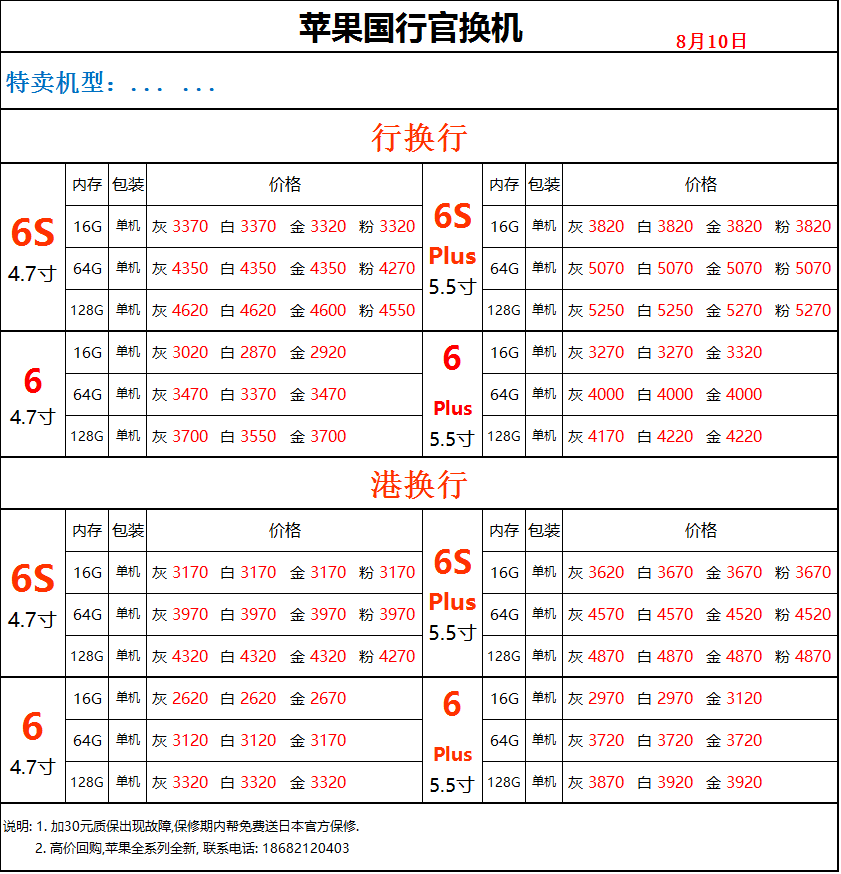 苹果国行官换机
8月10日
特卖机型：... ...
行换行
6S 4.7寸
内存 包装 价格
16G 单机 灰 3370 白 3370 金 3320 粉 3320
64G 单机 灰 4350 白 4350 金 4350 粉 4270
128G 单机 灰 4620 白 4620 金 4600 粉 4550
6S Plus 5.5寸
内存 包装 价格
16G 单机 灰 3820 白 3820 金 3820 粉 3820
64G 单机 灰 5070 白 5070 金 5070 粉 5070
128G 单机 灰 5250 白 5250 金 5270 粉 5270
6 4.7寸
16G 单机 灰 3020 白 2870 金 2920
64G 单机 灰 3470 白 3370 金 3470
128G 单机 灰 3700 白 3550 金 3700
6 Plus 5.5寸
16G 单机 灰 3270 白 3270 金 3320
64G 单机 灰 4000 白 4000 金 4000
128G 单机 灰 4170 白 4220 金 4220
港换行
6S 4.7寸
内存 包装 价格
16G 单机 灰 3170 白 3170 金 3170 粉 3170
64G 单机 灰 3970 白 3970 金 3970 粉 3970
128G 单机 灰 4320 白 4320 金 4320 粉 4270
6S Plus 5.5寸
内存 包装 价格
16G 单机 灰 3620 白 3670 金 3670 粉 3670
64G 单机 灰 4570 白 4570 金 4520 粉 4520
128G 单机 灰 4870 白 4870 金 4870 粉 4870
6 4.7寸
16G 单机 灰 2620 白 2620 金 2670
64G 单机 灰 3120 白 3120 金 3170
128G 单机 灰 3320 白 3320 金 3320
6 Plus 5.5寸
16G 单机 灰 2970 白 2970 金 3120
64G 单机 灰 3720 白 3720 金 3720
128G 单机 灰 3870 白 3920 金 3920
说明: 1. 加30元质保出现故障,保修期内帮免费送日本官方保修.
2. 高价回购,苹果全系列全新, 联系电话: 18682120403